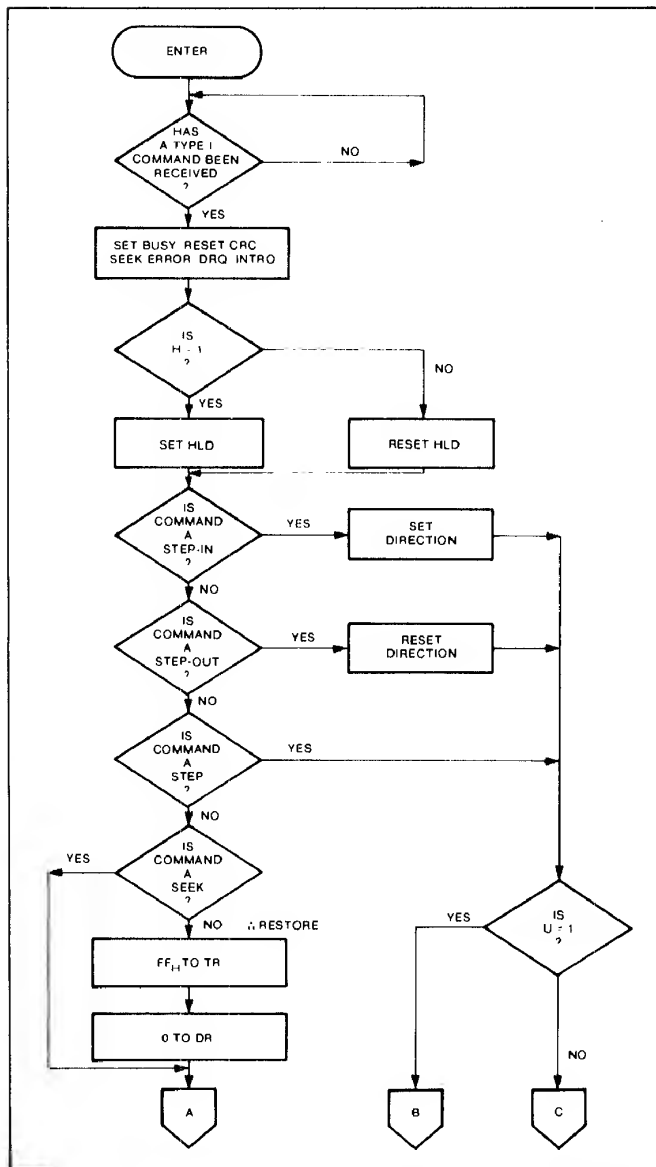 ENTER
HAS
A TYPE I
COMMAND BEEN
RECEIVED
?
NO
YES
SET BUSY RESET CRC
SEEK ERROR DRQ INTRO
IS
H = 1
?
NO
YES
SET HLD
RESET HLD
IS
COMMAND
A
STEP-IN
?
YES
SET
DIRECTION
NO
IS
COMMAND
A
STEP-OUT
?
YES
RESET
DIRECTION
NO
IS
COMMAND
A
STEP
?
YES
NO
IS
COMMAND
A
SEEK
?
YES
NO ∴ RESTORE
IS
U = 1
?
YES
NO
FFH TO TR
0 TO DR
A
B
C